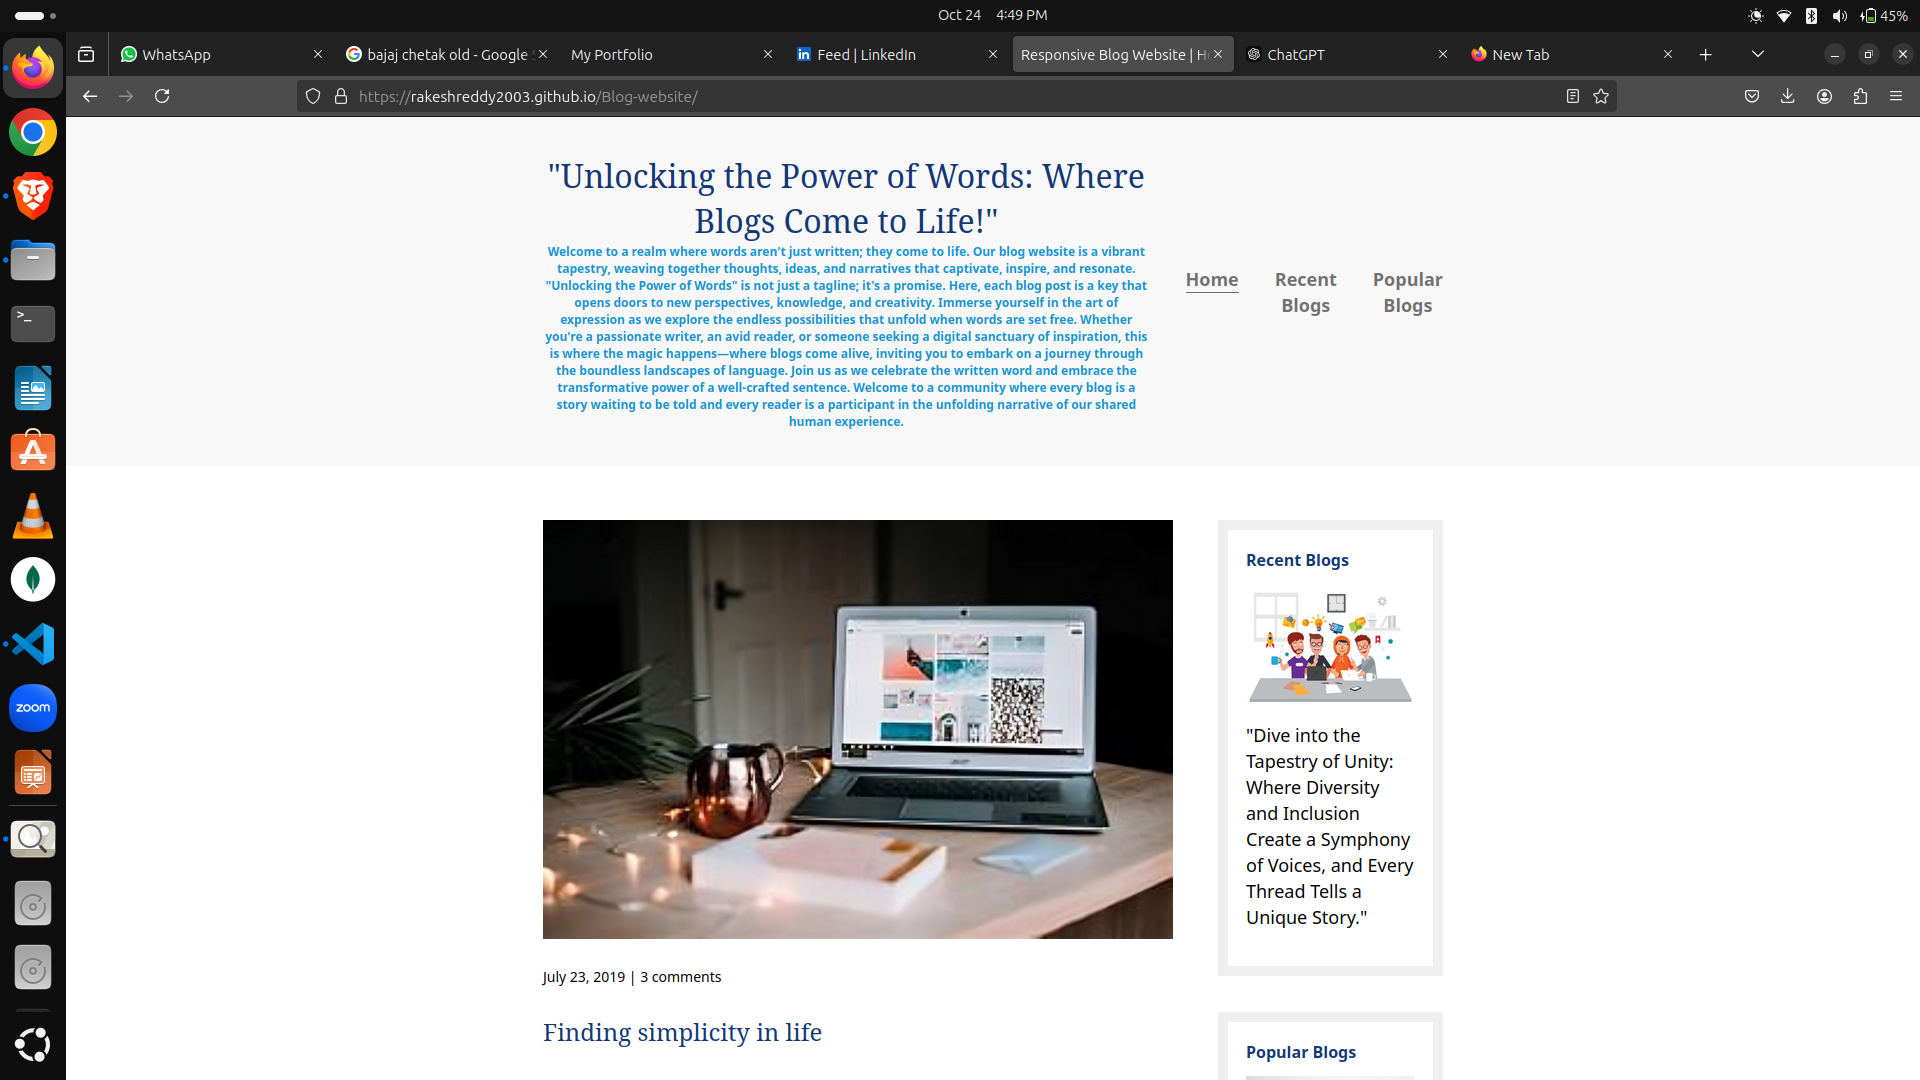 Oct 24 4:49 PM
45%
WhatsApp
bajaj chetak old - Google
My Portfolio
Feed | LinkedIn
Responsive Blog Website | H
ChatGPT
New Tab
https://rakeshreddy2003.github.io/Blog-website/
"Unlocking the Power of Words: Where
Blogs Come to Life!"
Welcome to a realm where words aren't just written; they come to life. Our blog website is a vibrant
tapestry, weaving together thoughts, ideas, and narratives that captivate, inspire, and resonate.
"Unlocking the Power of Words" is not just a tagline; it's a promise. Here, each blog post is a key that
opens doors to new perspectives, knowledge, and creativity. Immerse yourself in the art of
expression as we explore the endless possibilities that unfold when words are set free. Whether
you're a passionate writer, an avid reader, or someone seeking a digital sanctuary of inspiration, this
is where the magic happens—where blogs come alive, inviting you to embark on a journey through
the boundless landscapes of language. Join us as we celebrate the written word and embrace the
transformative power of a well-crafted sentence. Welcome to a community where every blog is a
story waiting to be told and every reader is a participant in the unfolding narrative of our shared
human experience.
Home
Recent
Blogs
Popular
Blogs
zoom
July 23, 2019 | 3 comments
Finding simplicity in life
Recent Blogs
"Dive into the
Tapestry of Unity:
Where Diversity
and Inclusion
Create a Symphony
of Voices, and Every
Thread Tells a
Unique Story."
Popular Blogs